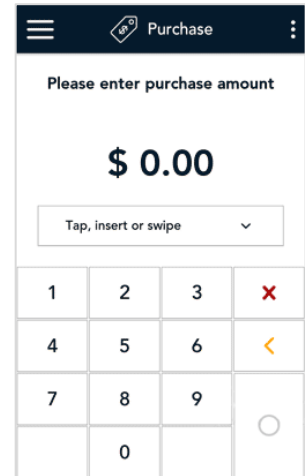 Purchase
Please enter purchase amount
$ 0.00
Tap, insert or swipe
1 2 3
4 5 6
7 8 9
0